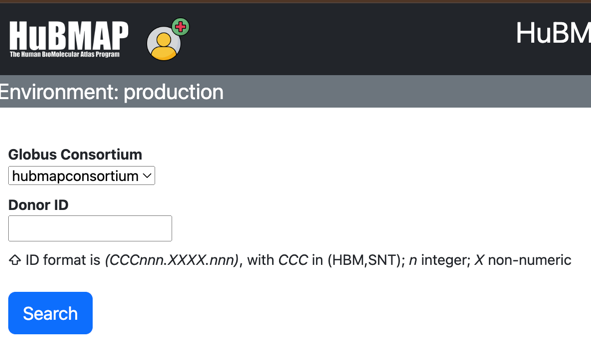 HuBMAP
The Human BioMolecular Atlas Program
HuBM
Environment: production
Globus Consortium
hubmapconsortium
Donor ID
⇧ ID format is (CCCnnn.XXXX.nnn), with CCC in (HBM,SNT); n integer; X non-numeric
Search